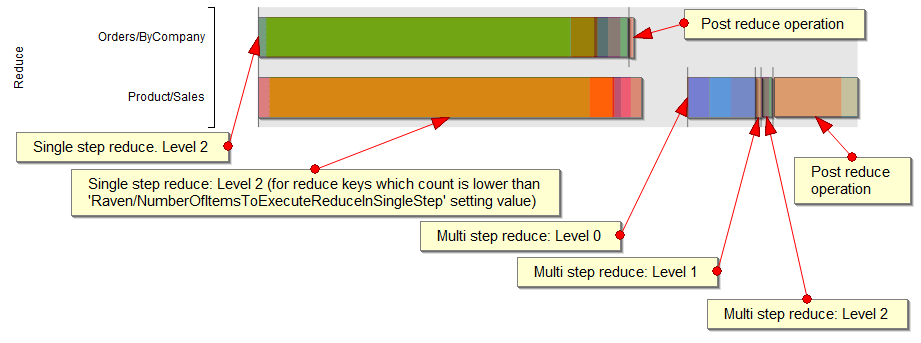 Reduce
Orders/ByCompany
Post reduce operation
Product/Sales
Single step reduce. Level 2
Single step reduce: Level 2 (for reduce keys which count is lower than
'Raven/NumberOfItemsToExecuteReduceInSingleStep' setting value)
Post reduce
operation
Multi step reduce: Level 0
Multi step reduce: Level 1
Multi step reduce: Level 2